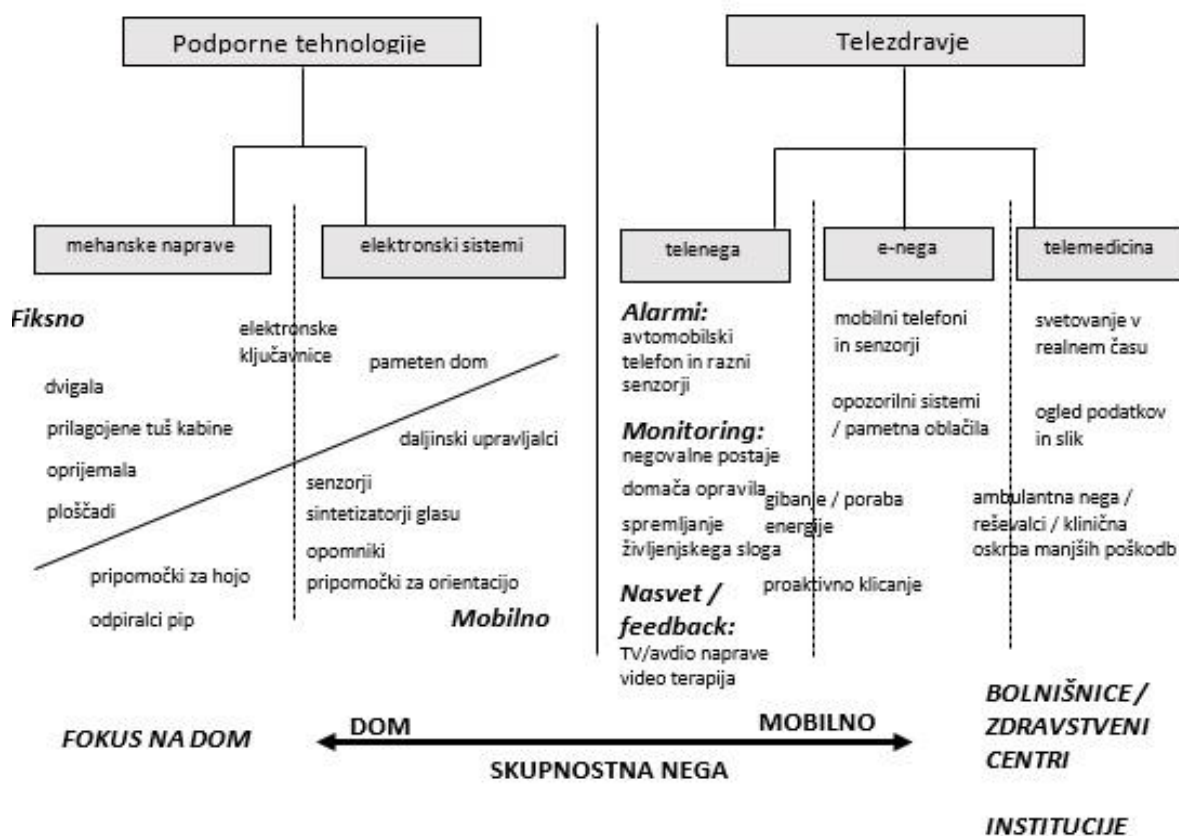 Podporne tehnologije
Telezdravje
mehanske naprave
elektronski sistemi
telenega
e-nega
telemedicina
Fiksno
elektronske
ključavnice
pameten dom
dvigala
prilagojene tuš kabine
oprijemala
ploščadi
daljinski upravljalci
senzorji
sintetizatorji glasu
opomniki
pripomočki za orientacijo
pripomočki za hojo
odpiralci pip
Mobilno
Alarmi:
avtomobilski
telefon in razni
senzorji
Monitoring:
negovalne postaje
domača opravila
spremljanje
življenjskega sloga
Nasvet /
feedback:
TV/avdio naprave
video terapija
mobilni telefoni
in senzorji
opozorilni sistemi
/ pametna oblačila
gibanje / poraba
energije
proaktivno klicanje
svetovanje v
realnem času
ogled podatkov
in slik
ambulantna nega /
reševalci / klinična
oskrba manjših poškodb
FOKUS NA DOM
DOM
MOBILNO
SKUPNOSTNA NEGA
BOLNIŠNICE /
ZDRAVSTVENI
CENTRI
INSTITUCIJE